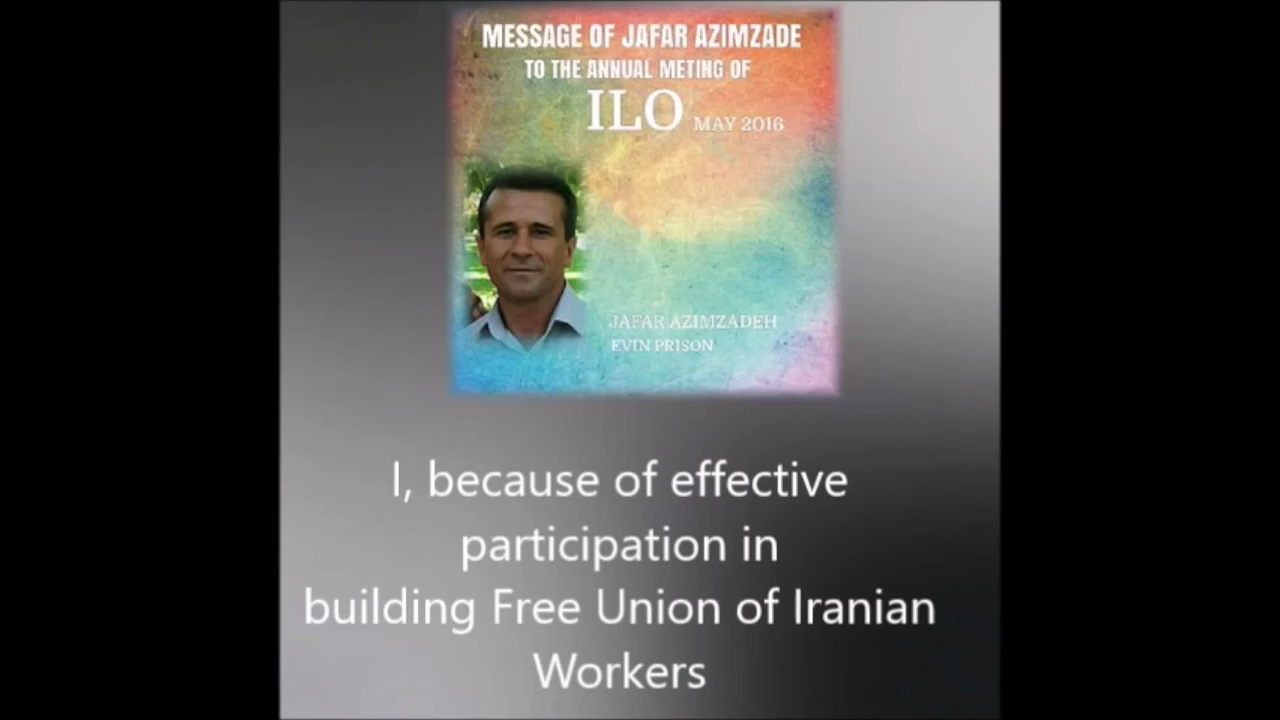 MESSAGE OF JAFAR AZIMZADE
TO THE ANNUAL METING OF
ILO MAY 2016
JAFAR AZIMZADEH
EVIN PRISON
I, because of effective
participation in
building Free Union of Iranian
Workers